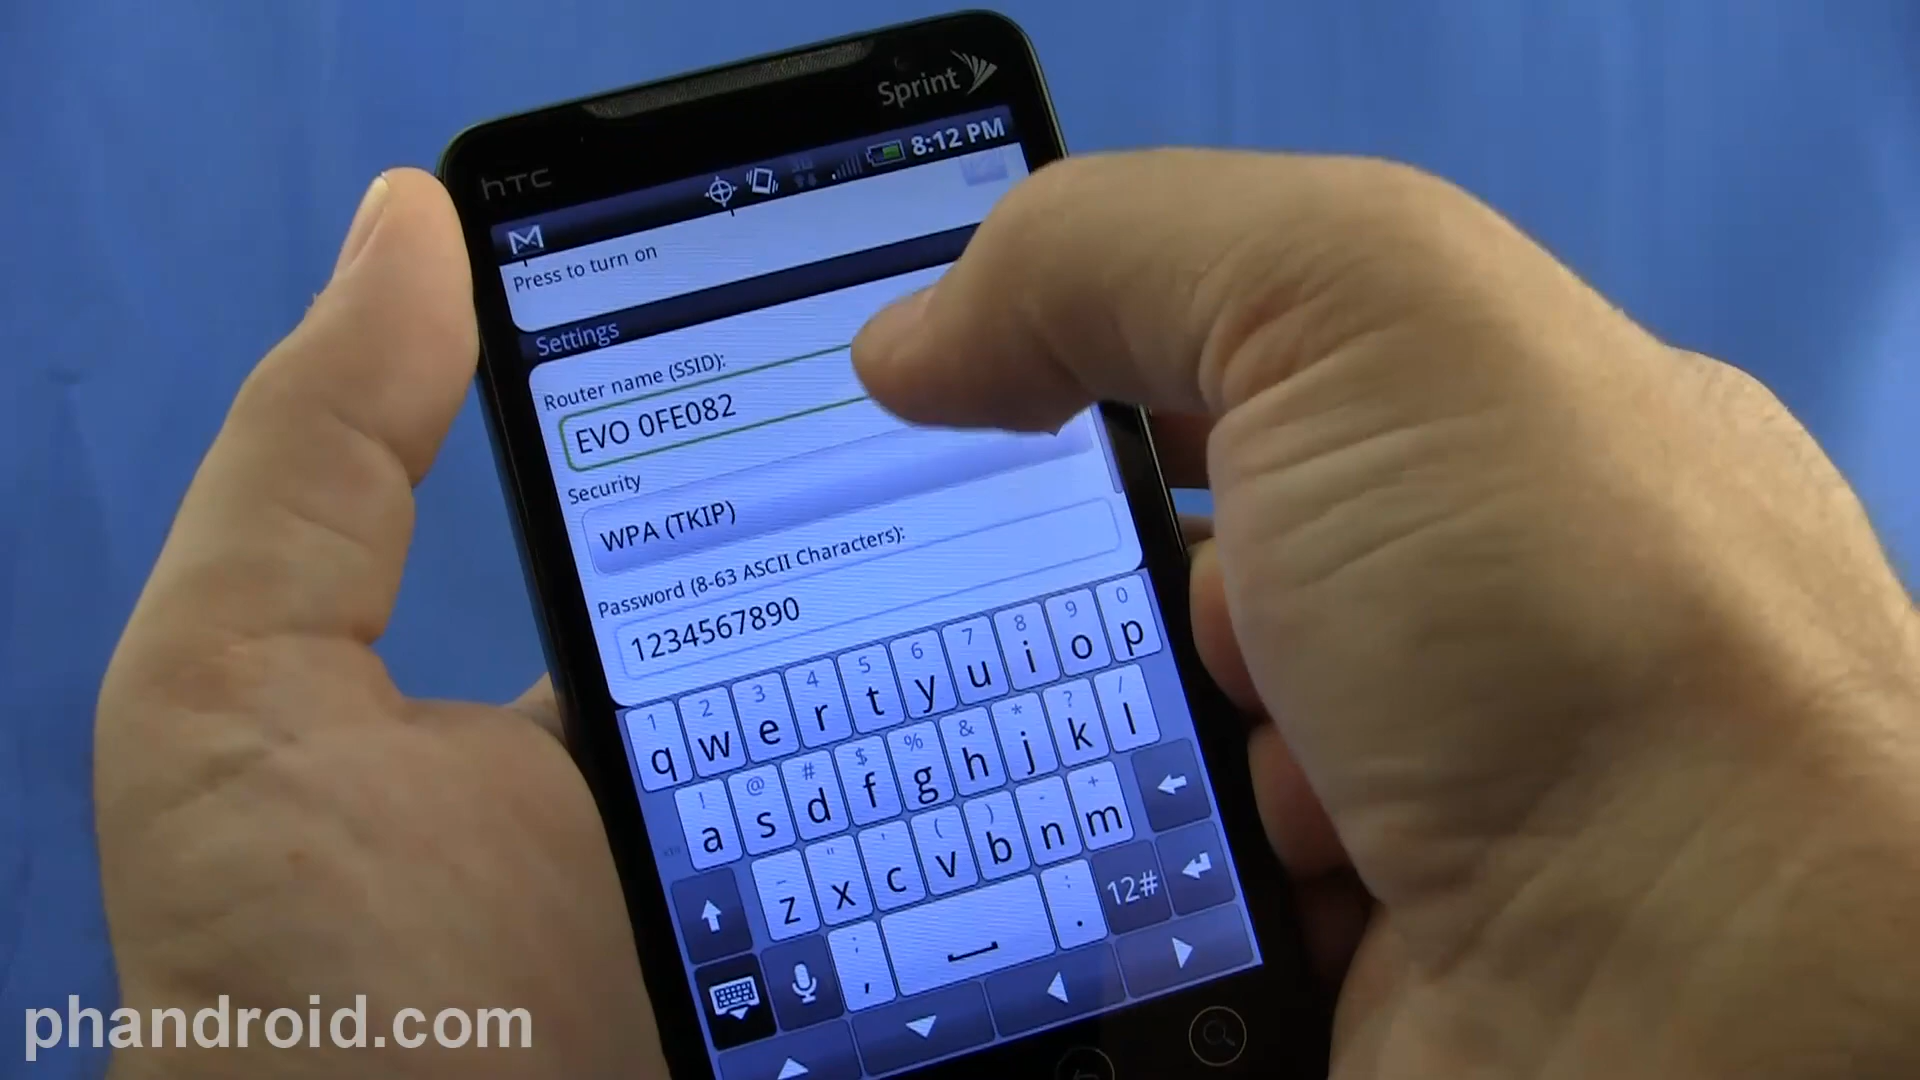 Sprint
hTC
8:12 PM
Press to turn on
Settings
Router name (SSID):
EVO 0FE082
Security
WPA (TKIP)
Password (8-63 ASCII Characters):
1234567890
1 2 3 4 5 6 7 8 9 0
q w e r t y u i o p
! @ # $ % & * ? /
a s d f g h j k l
_ " ' ( ) - +
z x c v b n m
; :
, . 12#
phandroid.com